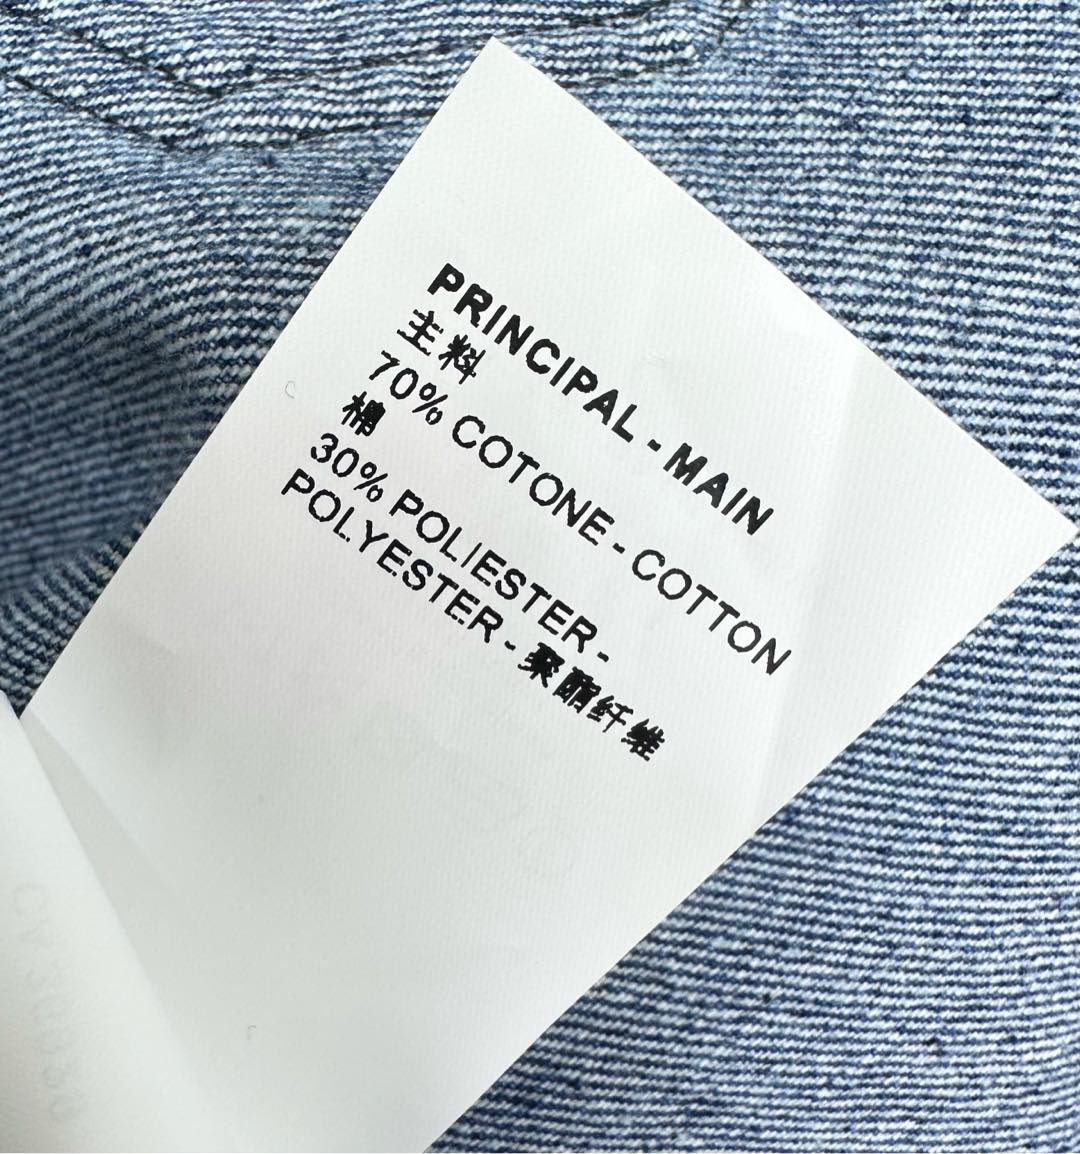 PRINCIPAL - MAIN
主料
70% COTONE - COTTON
棉
30% POLIESTER -
POLYESTER - 聚酯纤维